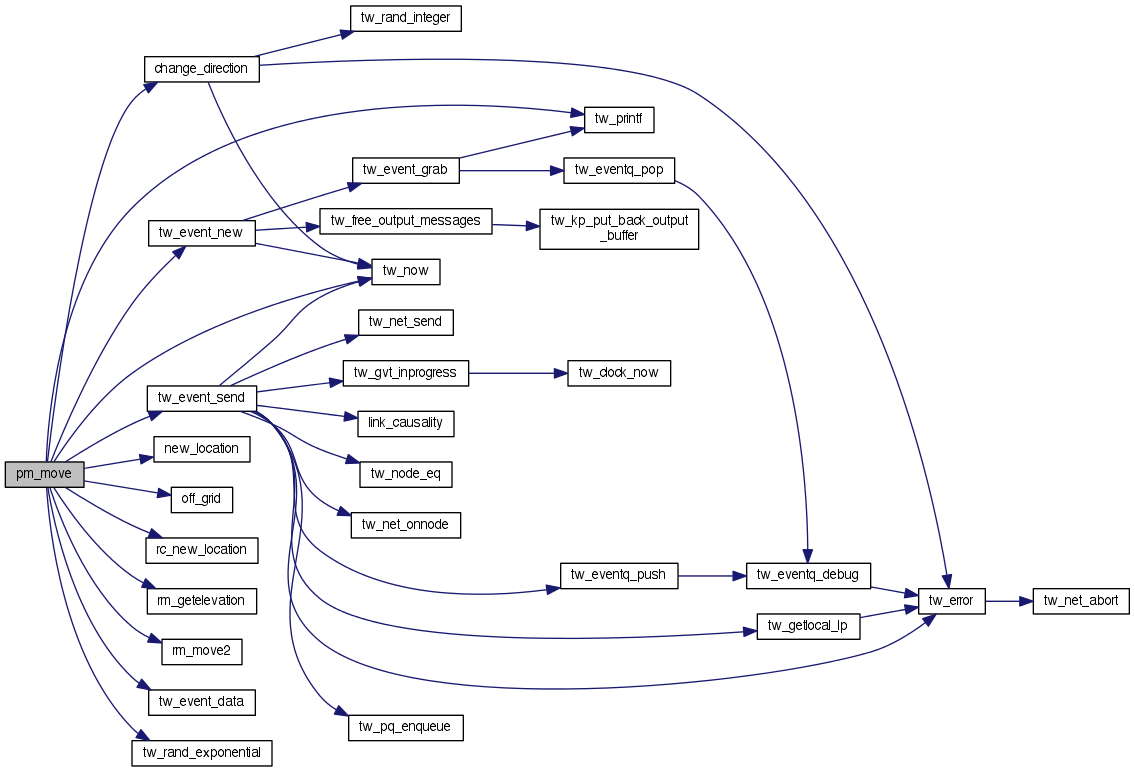 tw_rand_integer
change_direction
tw_printf
tw_event_grab
tw_eventq_pop
tw_free_output_messages
tw_kp_put_back_output
_buffer
tw_event_new
tw_now
tw_net_send
tw_gvt_inprogress
tw_clock_now
tw_event_send
link_causality
new_location
pm_move
tw_node_eq
off_grid
tw_net_onnode
rc_new_location
tw_eventq_push
tw_eventq_debug
rm_getelevation
tw_error
tw_net_abort
tw_getlocal_lp
rm_move2
tw_event_data
tw_pq_enqueue
tw_rand_exponential